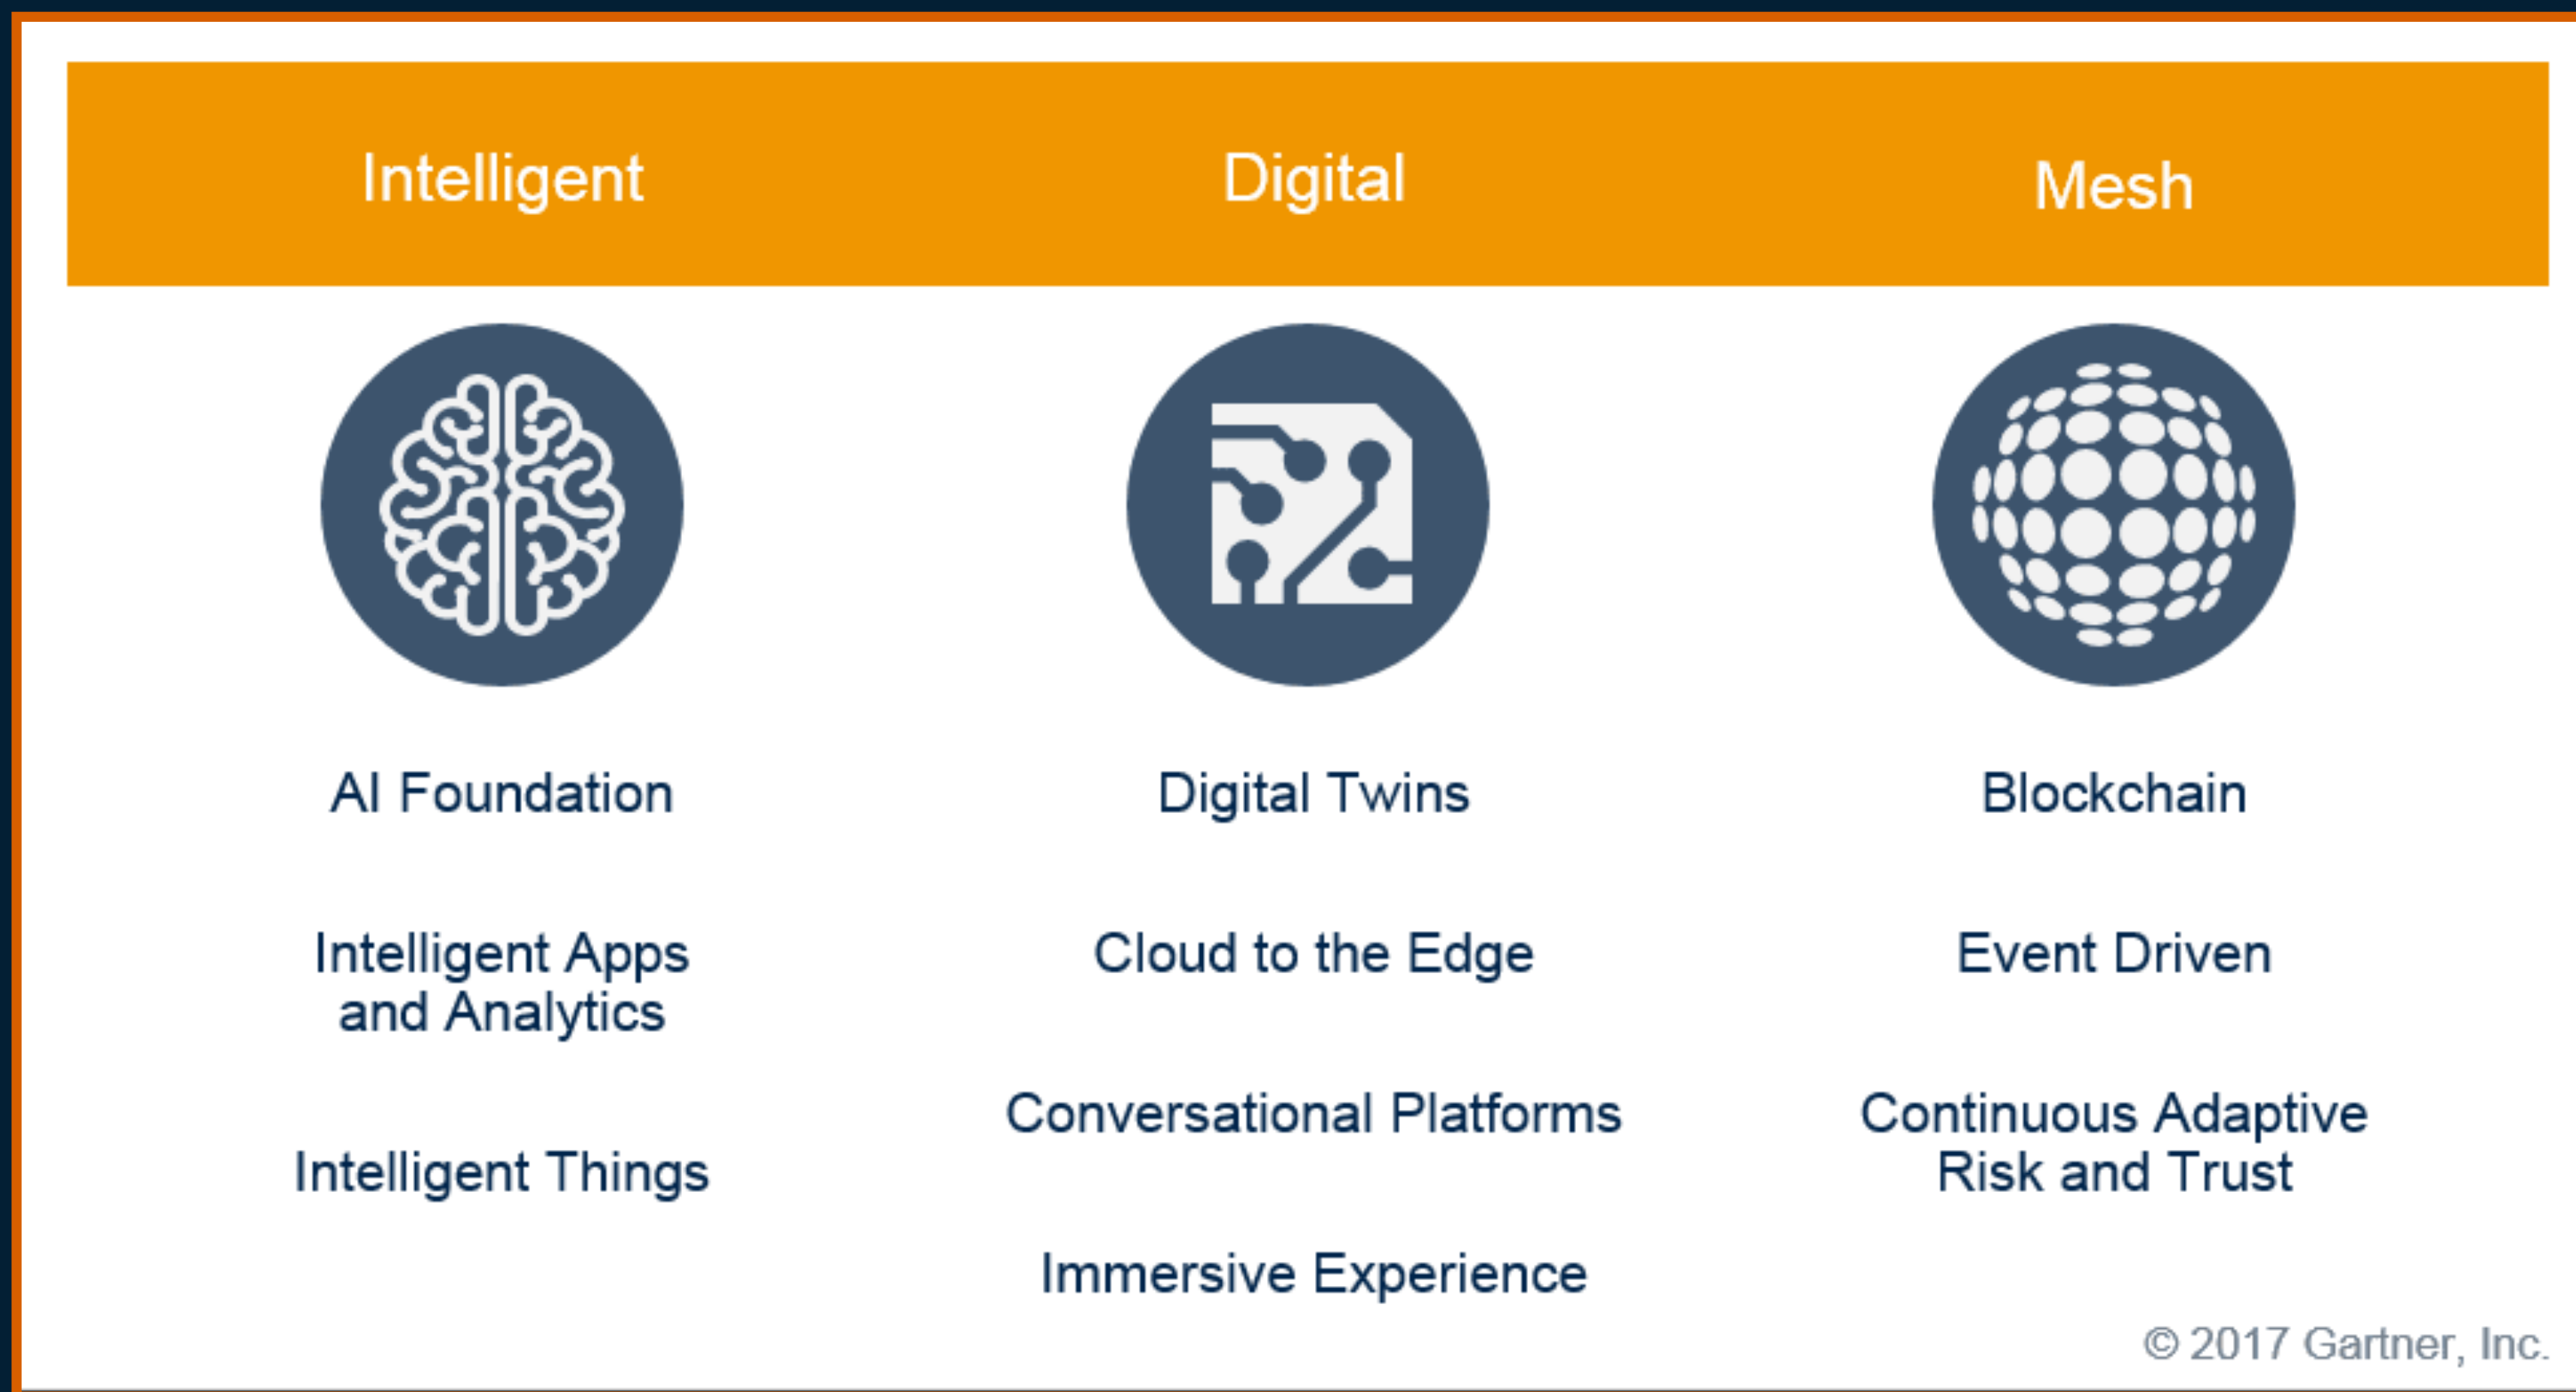 Intelligent
Digital
Mesh
AI Foundation
Intelligent Apps
and Analytics
Intelligent Things
Digital Twins
Cloud to the Edge
Conversational Platforms
Immersive Experience
Blockchain
Event Driven
Continuous Adaptive
Risk and Trust
© 2017 Gartner, Inc.